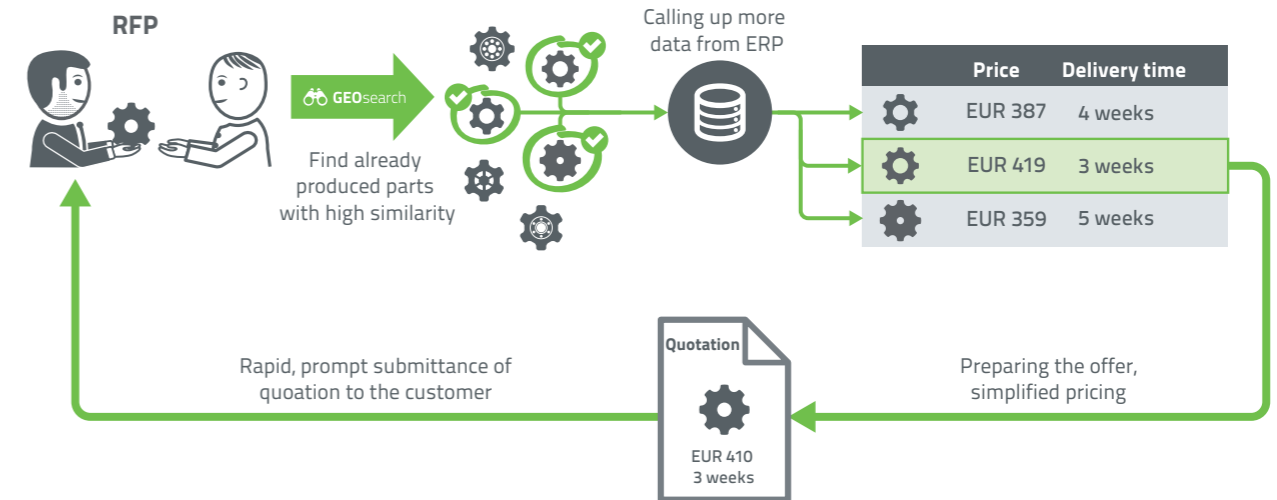 RFP
GEOsearch
Find already
produced parts
with high similarity
Calling up more
data from ERP
Price Delivery time
EUR 387 4 weeks
EUR 419 3 weeks
EUR 359 5 weeks
Preparing the offer,
simplified pricing
Quotation
EUR 410
3 weeks
Rapid, prompt submittance of
quoation to the customer